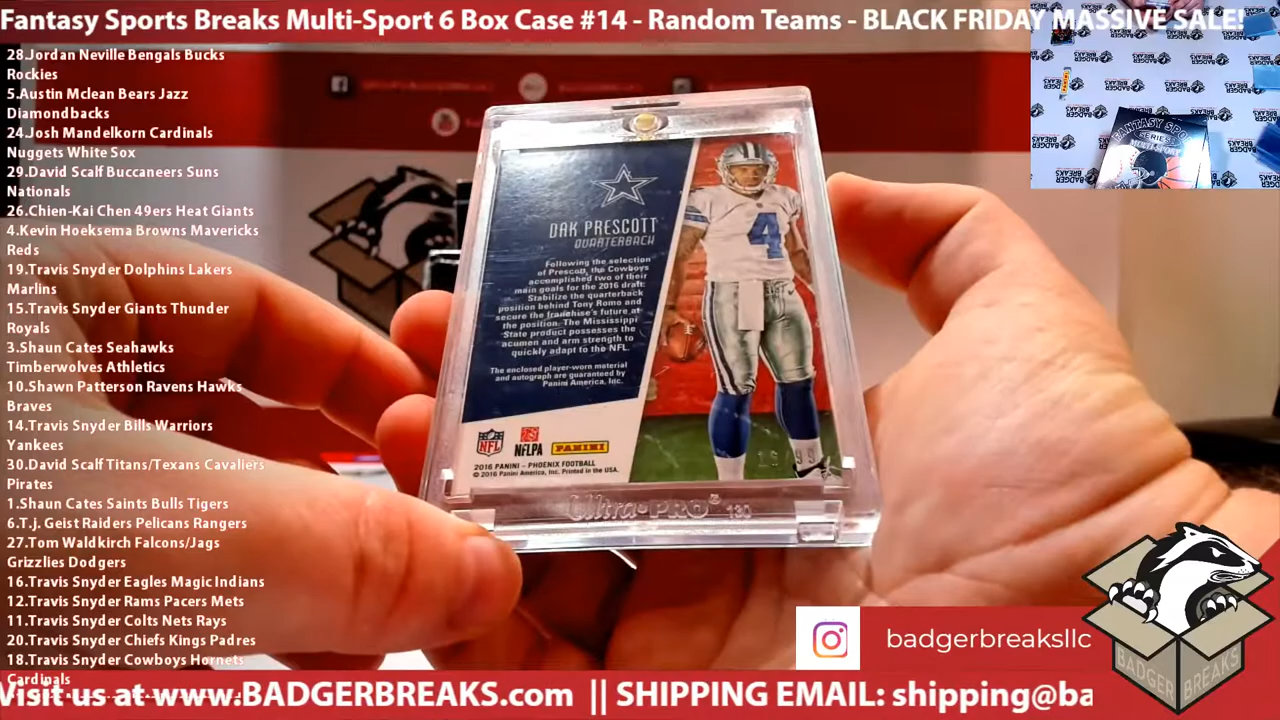 Fantasy Sports Breaks Multi-Sport 6 Box Case #14 - Random Teams - BLACK FRIDAY MASSIVE SALE!
28.Jordan Neville Bengals Bucks
Rockies
5.Austin Mclean Bears Jazz
Diamondbacks
24.Josh Mandelkorn Cardinals
Nuggets White Sox
29.David Scalf Buccaneers Suns
Nationals
26.Chien-Kai Chen 49ers Heat Giants
4.Kevin Hoeksema Browns Mavericks
Reds
19.Travis Snyder Dolphins Lakers
Marlins
15.Travis Snyder Giants Thunder
Royals
3.Shaun Cates Seahawks
Timberwolves Athletics
10.Shawn Patterson Ravens Hawks
Braves
14.Travis Snyder Bills Warriors
Yankees
30.David Scalf Titans/Texans Cavaliers
Pirates
1.Shaun Cates Saints Bulls Tigers
6.T.j. Geist Raiders Pelicans Rangers
27.Tom Waldkirch Falcons/Jags
Grizzlies Dodgers
16.Travis Snyder Eagles Magic Indians
12.Travis Snyder Rams Pacers Mets
11.Travis Snyder Colts Nets Rays
20.Travis Snyder Chiefs Kings Padres
18.Travis Snyder Cowboys Hornets
Cardinals
DAK PRESCOTT
QUARTERBACK
Following the selection
of Prescott, the Cowboys
accomplished two of their
main goals for the 2016 draft:
Stabilize the quarterback
position behind Tony Romo and
secure the franchise's future at
the position. The Mississippi
State product possesses the
acumen and arm strength to
quickly adapt to the NFL.
The enclosed player-worn material
and autograph are guaranteed by
Panini America, Inc.
NFL NFLPA PANINI
2016 PANINI - PHOENIX FOOTBALL
© 2016 Panini America, Inc. Printed in the USA.
4
Ultra·PRO® 130
FANTASY SPO
SERIES
MULTI-SPORT
badgerbreaksllc
BADGER BREAKS
Visit us at www.BADGERBREAKS.com || SHIPPING EMAIL: shipping@ba